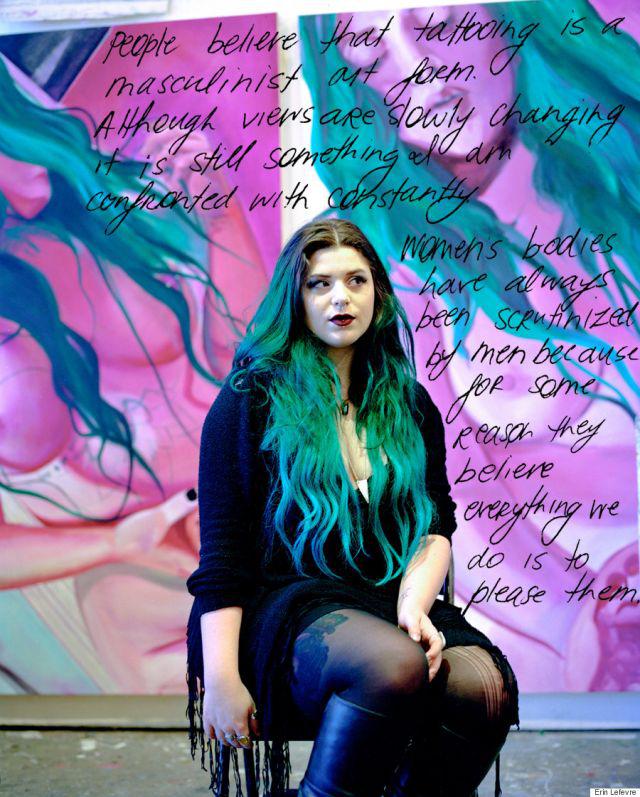 People believe that tattooing is a
masculinist art form.
Although views are slowly changing
it is still something I am
confronted with constantly
Women's bodies
have always
been scrutinized
by men because
for some
reason they
believe
everything we
do is to
please them.
Erin Lefevre